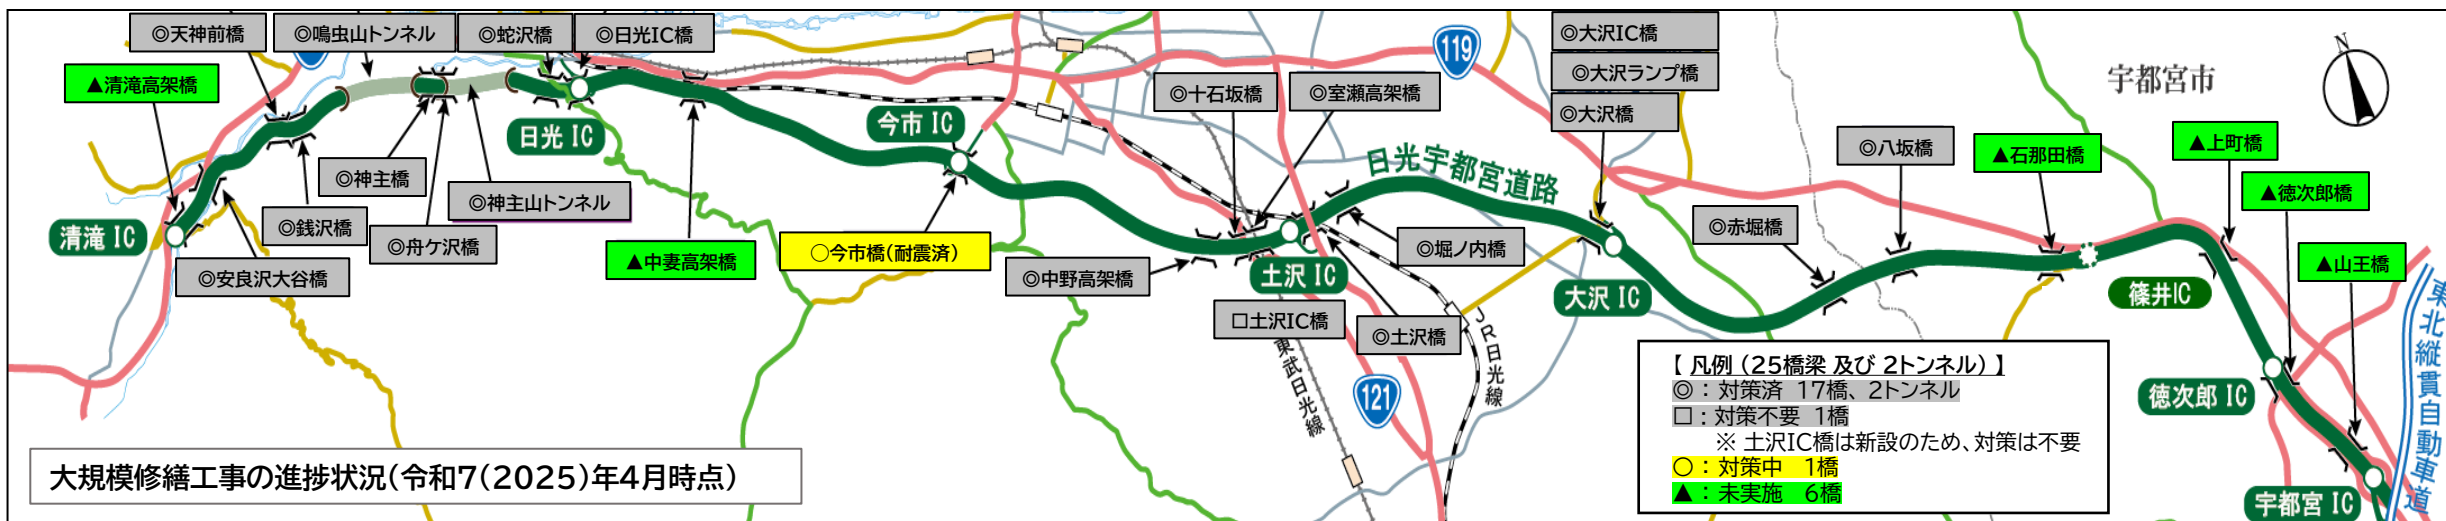 ◎天神前橋
◎鳴虫山トンネル
◎蛇沢橋
◎日光IC橋
▲清滝高架橋
119
◎大沢IC橋
◎大沢ランプ橋
◎大沢橋
宇都宮市
N
◎十石坂橋
◎室瀬高架橋
今市 IC
日光 IC
日光宇都宮道路
◎八坂橋
▲石那田橋
▲上町橋
▲徳次郎橋
▲山王橋
◎神主橋
◎神主山トンネル
◎銭沢橋
◎舟ケ沢橋
清滝 IC
◎安良沢大谷橋
▲中妻高架橋
○今市橋(耐震済)
◎中野高架橋
土沢 IC
◎堀ノ内橋
◎赤堀橋
大沢 IC
篠井IC
□土沢IC橋
◎土沢橋
東武日光線
JR日光線
121
徳次郎 IC
宇都宮 IC
東北縦貫自動車道
【 凡例 (25橋梁 及び 2トンネル) 】
◎ : 対策済 17橋、2トンネル
□ : 対策不要 1橋
※ 土沢IC橋は新設のため、対策は不要
○ : 対策中 1橋
▲ : 未実施 6橋
大規模修繕工事の進捗状況(令和7(2025)年4月時点)